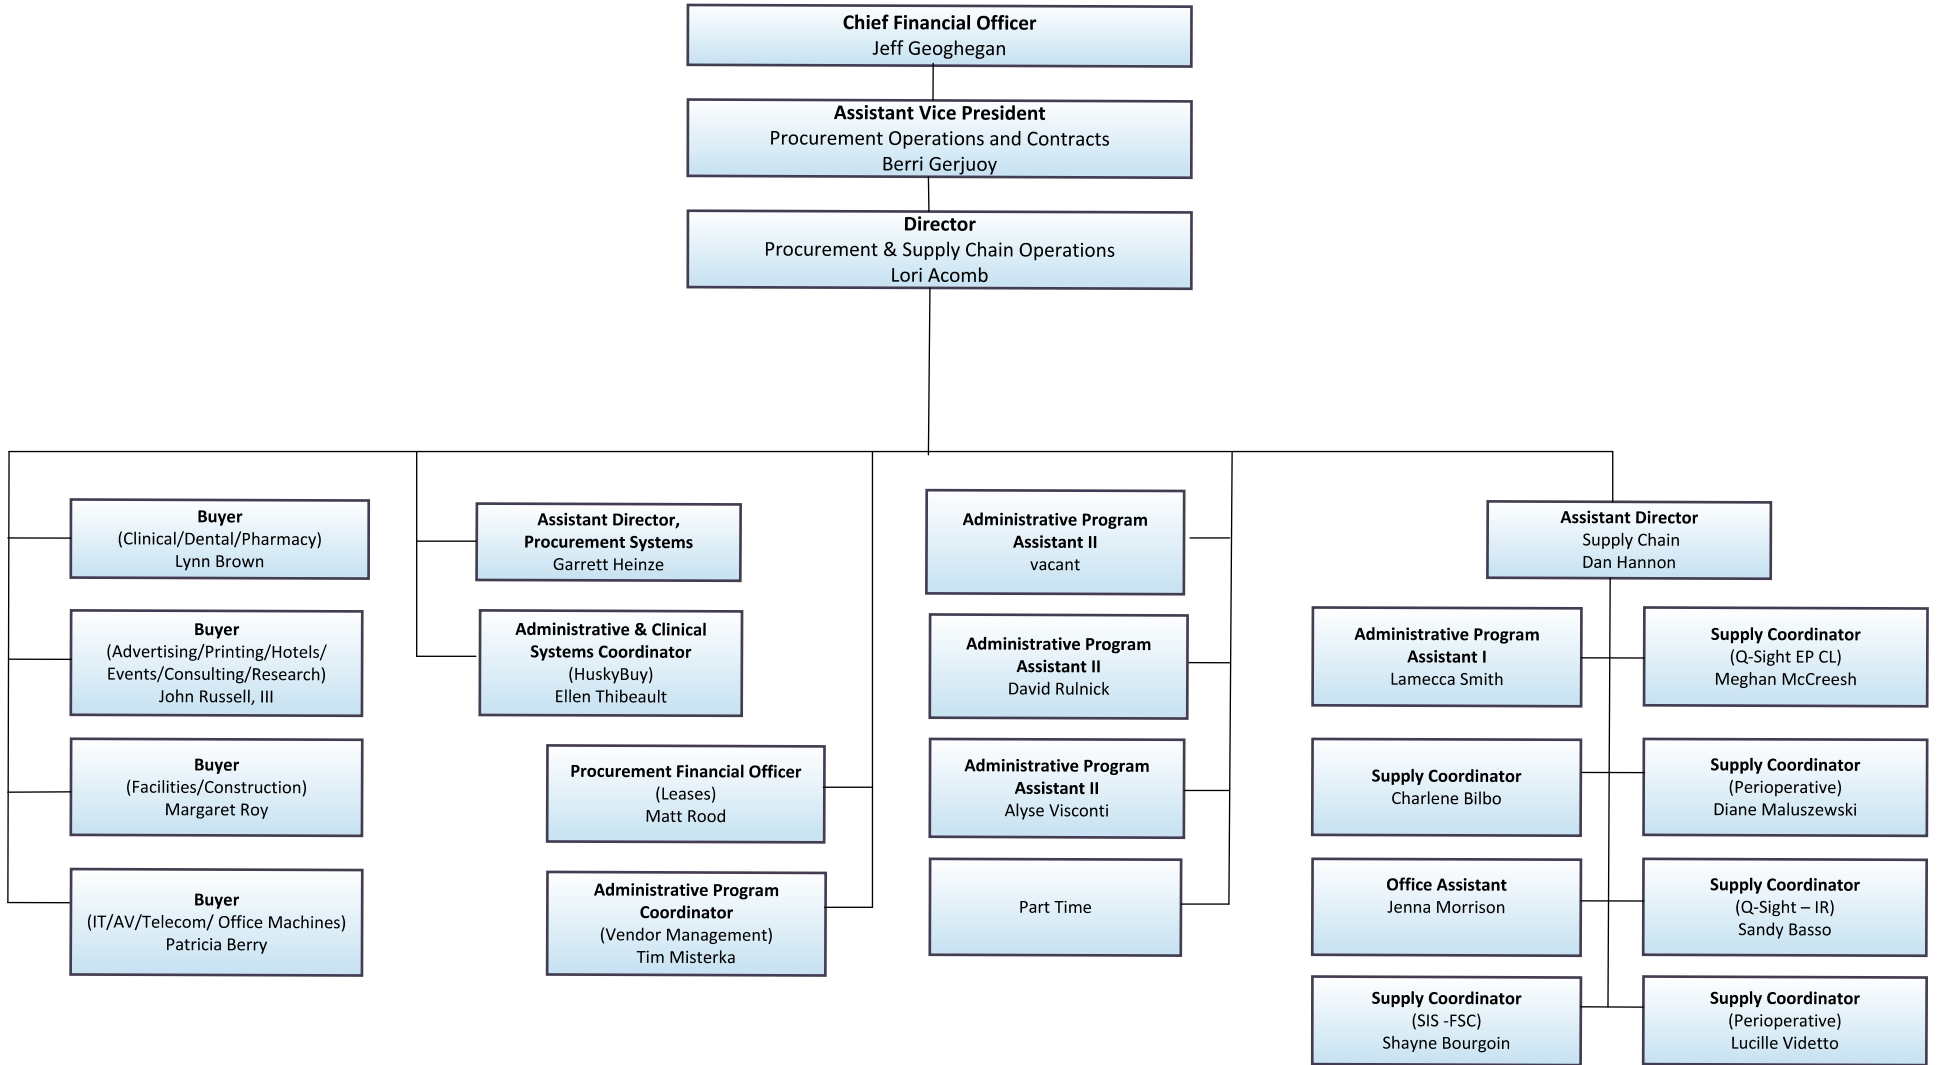 Chief Financial Officer
Jeff Geoghegan
Assistant Vice President
Procurement Operations and Contracts
Berri Gerjuoy
Director
Procurement & Supply Chain Operations
Lori Acomb
Buyer
(Clinical/Dental/Pharmacy)
Lynn Brown
Buyer
(Advertising/Printing/Hotels/
Events/Consulting/Research)
John Russell, III
Buyer
(Facilities/Construction)
Margaret Roy
Buyer
(IT/AV/Telecom/ Office Machines)
Patricia Berry
Assistant Director,
Procurement Systems
Garrett Heinze
Administrative & Clinical
Systems Coordinator
(HuskyBuy)
Ellen Thibeault
Procurement Financial Officer
(Leases)
Matt Rood
Administrative Program
Coordinator
(Vendor Management)
Tim Misterka
Administrative Program
Assistant II
vacant
Administrative Program
Assistant II
David Rulnick
Administrative Program
Assistant II
Alyse Visconti
Part Time
Assistant Director
Supply Chain
Dan Hannon
Administrative Program
Assistant I
Lamecca Smith
Supply Coordinator
Charlene Bilbo
Office Assistant
Jenna Morrison
Supply Coordinator
(SIS -FSC)
Shayne Bourgoin
Supply Coordinator
(Q-Sight EP CL)
Meghan McCreesh
Supply Coordinator
(Perioperative)
Diane Maluszewski
Supply Coordinator
(Q-Sight – IR)
Sandy Basso
Supply Coordinator
(Perioperative)
Lucille Videtto